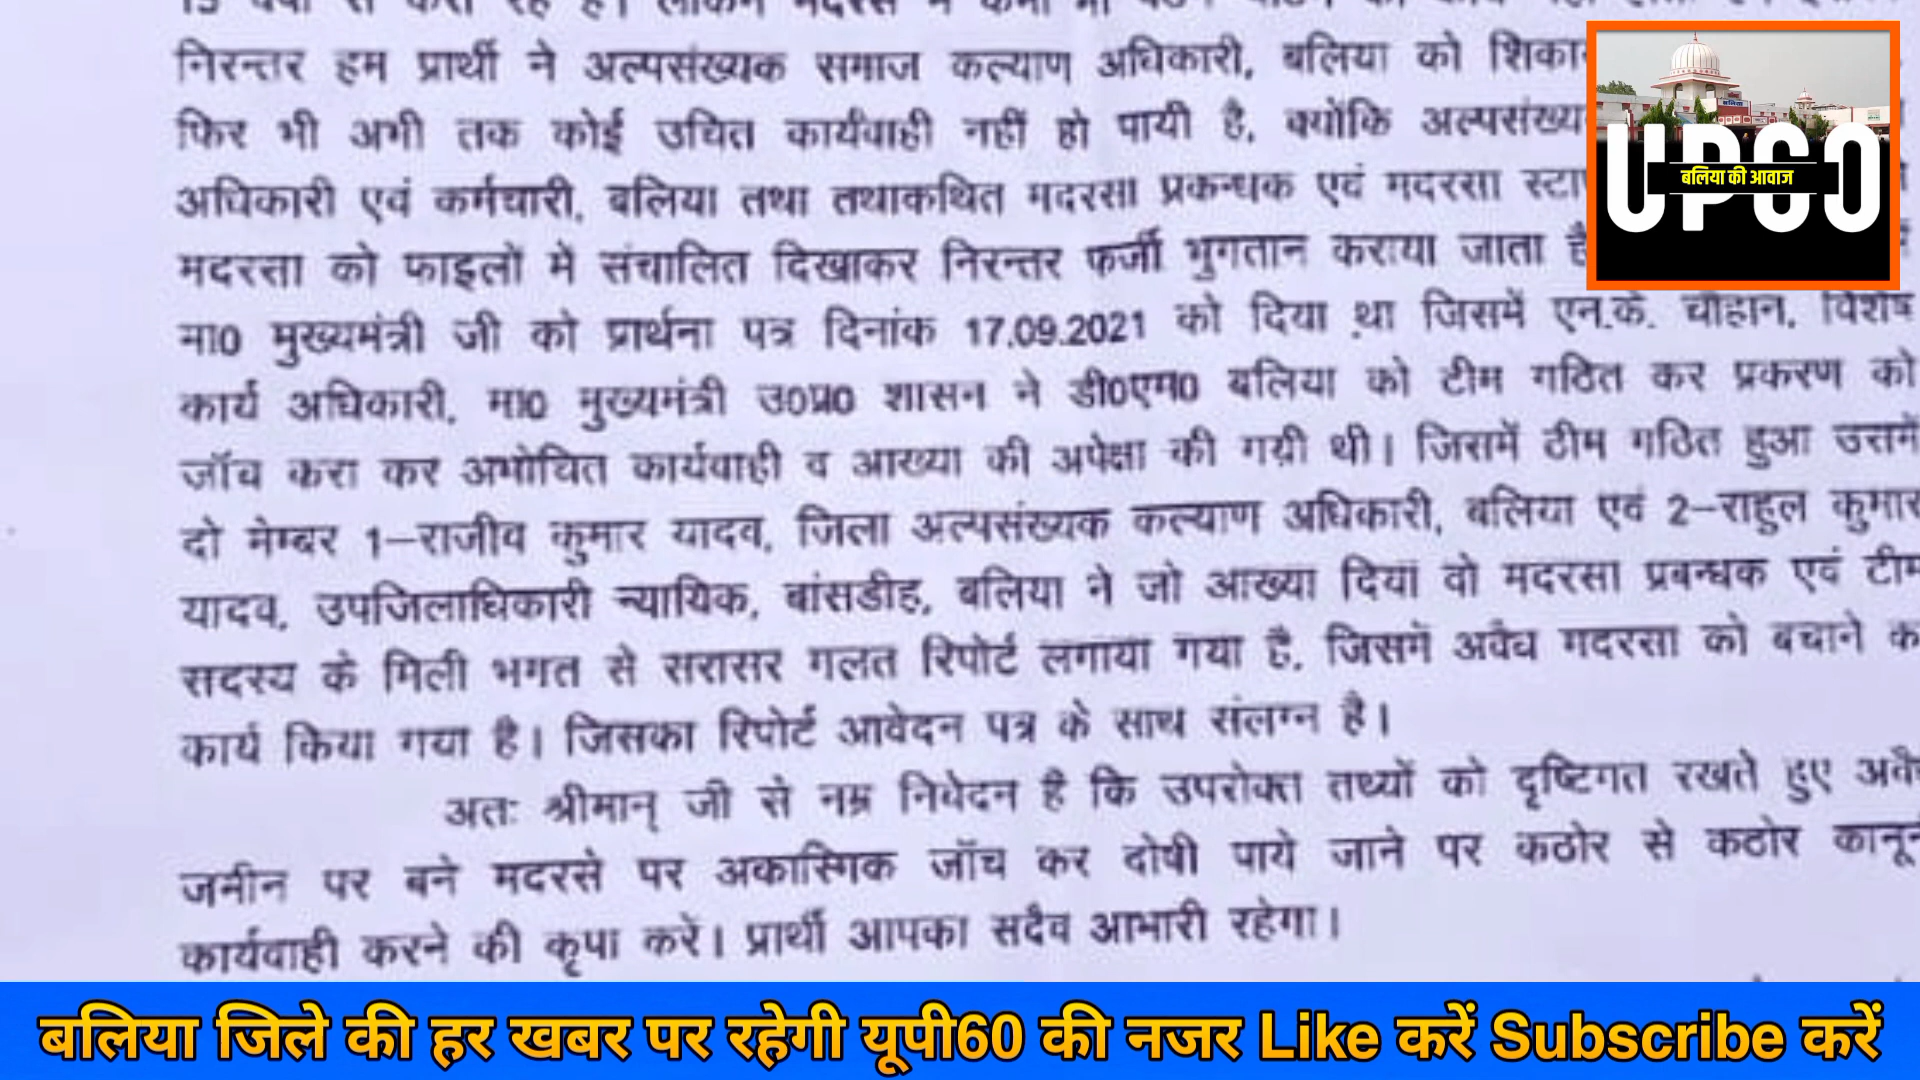 निरन्तर हम प्रार्थी ने अल्पसंख्यक समाज कल्याण अधिकारी, बलिया को
फिर भी अभी तक कोई उचित कार्यवाही नहीं हो पायी है, क्योंकि
अधिकारी एवं कर्मचारी, बलिया तथा तथाकथित मदरसा प्रकन्धक एवं मदरसा
मदरसा को फाइलों में संचालित दिखाकर निरन्तर फर्जी भुगतान कराया जाता है
मा0 मुख्यमंत्री जी को प्रार्थना पत्र दिनांक 17.09.2021 को दिया था जिसमें एन.के. चौहान, विशेष
कार्य अधिकारी, मा0 मुख्यमंत्री उ0प्र0 शासन ने डी0एम0 बलिया को टीम गठित कर प्रकरण को
जॉच करा कर अभोचित कार्यवाही व आख्या की अपेक्षा की गयी थी। जिसमें टीम गठित हुआ उसमें
दो मेम्बर 1–राजीव कुमार यादव, जिला अल्पसंख्यक कल्याण अधिकारी, बलिया एवं 2–राहुल कुमार
यादव, उपजिलाधिकारी न्यायिक, बांसडीह, बलिया ने जो आख्या दिया वो मदरसा प्रबन्धक एवं टीम
सदस्य के मिली भगत से सरासर गलत रिपोर्ट लगाया गया है, जिसमें अवैध मदरसा को बचाने
कार्य किया गया है। जिसका रिपोर्ट आवेदन पत्र के साथ संलग्न है।
अतः श्रीमान् जी से नम्र निवेदन है कि उपरोक्त तथ्यों को दृष्टिगत रखते हुए
जमीन पर बने मदरसे पर अकास्मिक जॉच कर दोषी पाये जाने पर कठोर से कठोर
कार्यवाही करने की कृपा करें। प्रार्थी आपका सदैव आभारी रहेगा।
बलिया
UP60
बलिया की आवाज
बलिया जिले की हर खबर पर रहेगी यूपी60 की नजर Like करें Subscribe करें